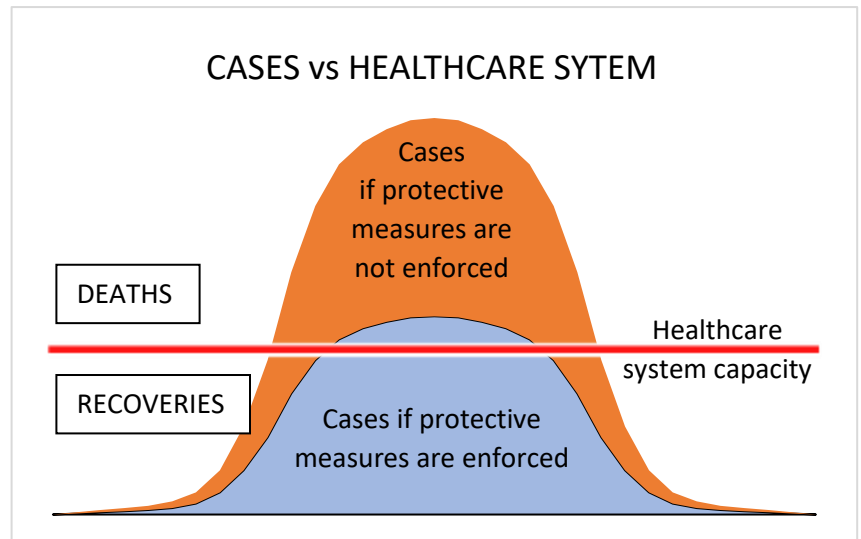 CASES vs HEALTHCARE SYTEM
Cases
if protective
measures are
not enforced
DEATHS
Healthcare
system capacity
RECOVERIES
Cases if protective
measures are enforced